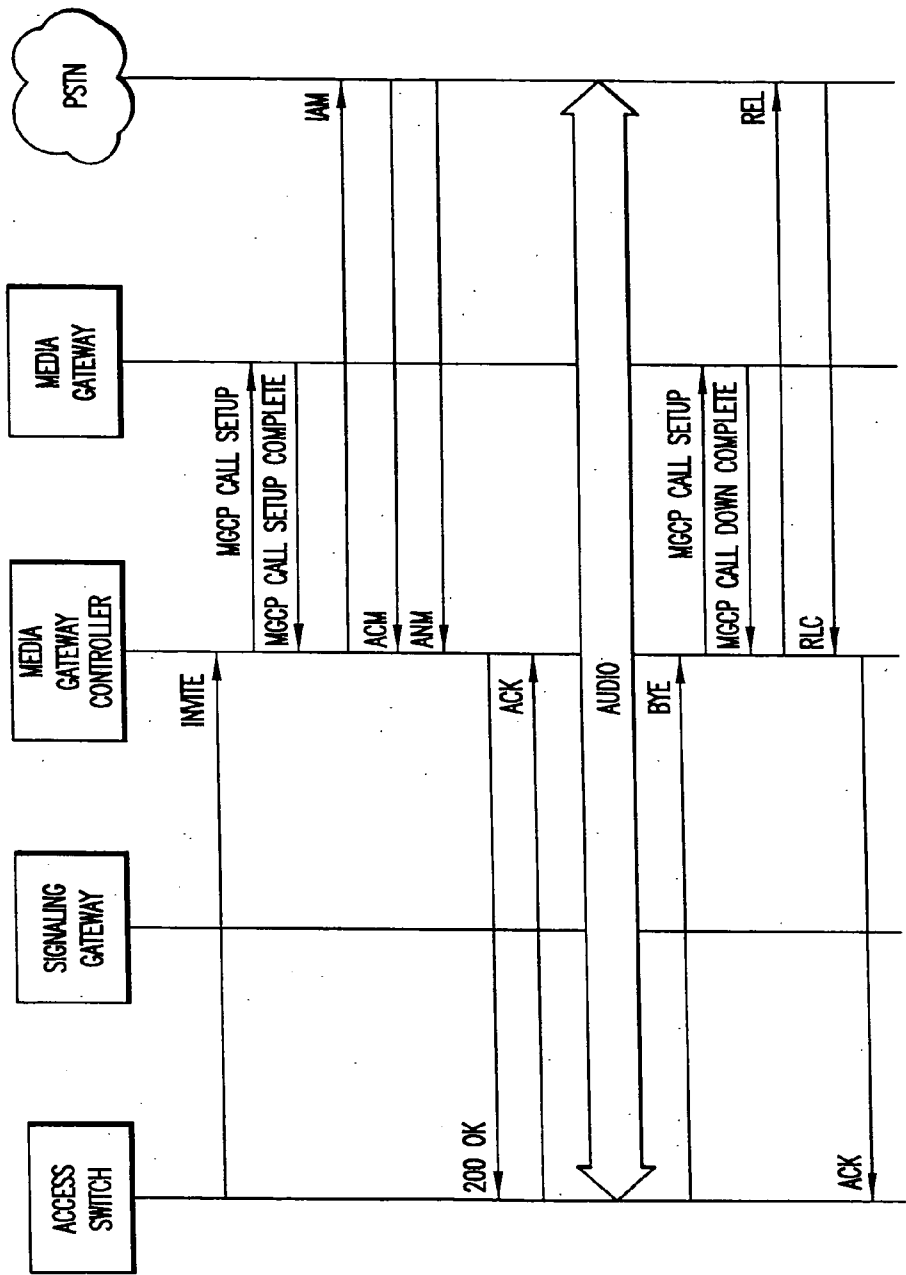 ACCESS
SWITCH
SIGNALING
GATEWAY
MEDIA
GATEWAY
CONTROLLER
MEDIA
GATEWAY
PSTN
INVITE
MGCP CALL SETUP
MGCP CALL SETUP COMPLETE
IAM
ACM
ANM
200 OK
ACK
AUDIO
BYE
MGCP CALL SETUP
MGCP CALL DOWN COMPLETE
REL
RLC
ACK